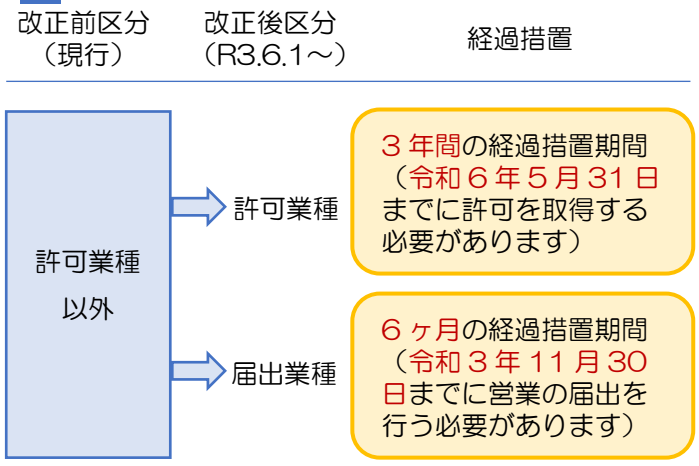 改正前区分
（現行）
改正後区分
（R3.6.1～）
経過措置
許可業種
以外
許可業種
３年間の経過措置期間
（令和６年５月31日
までに許可を取得する
必要があります）
届出業種
６ヶ月の経過措置期間
（令和３年11月30
日までに営業の届出を
行う必要があります）